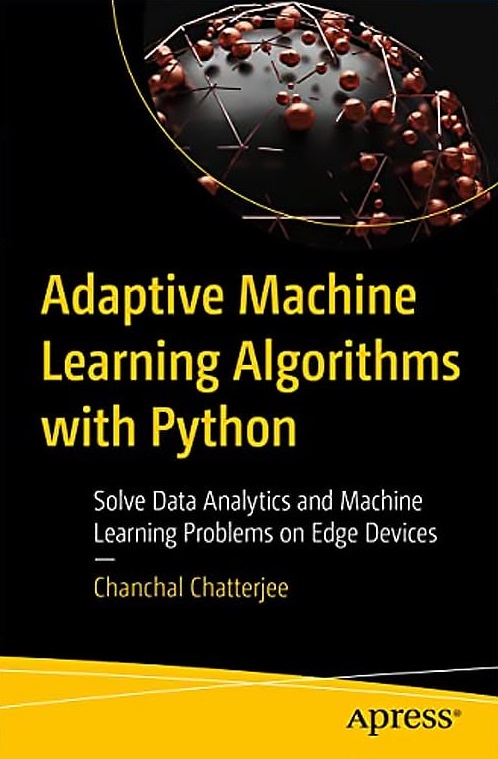 Adaptive Machine
Learning Algorithms
with Python
Solve Data Analytics and Machine
Learning Problems on Edge Devices
—
Chanchal Chatterjee
Apress®